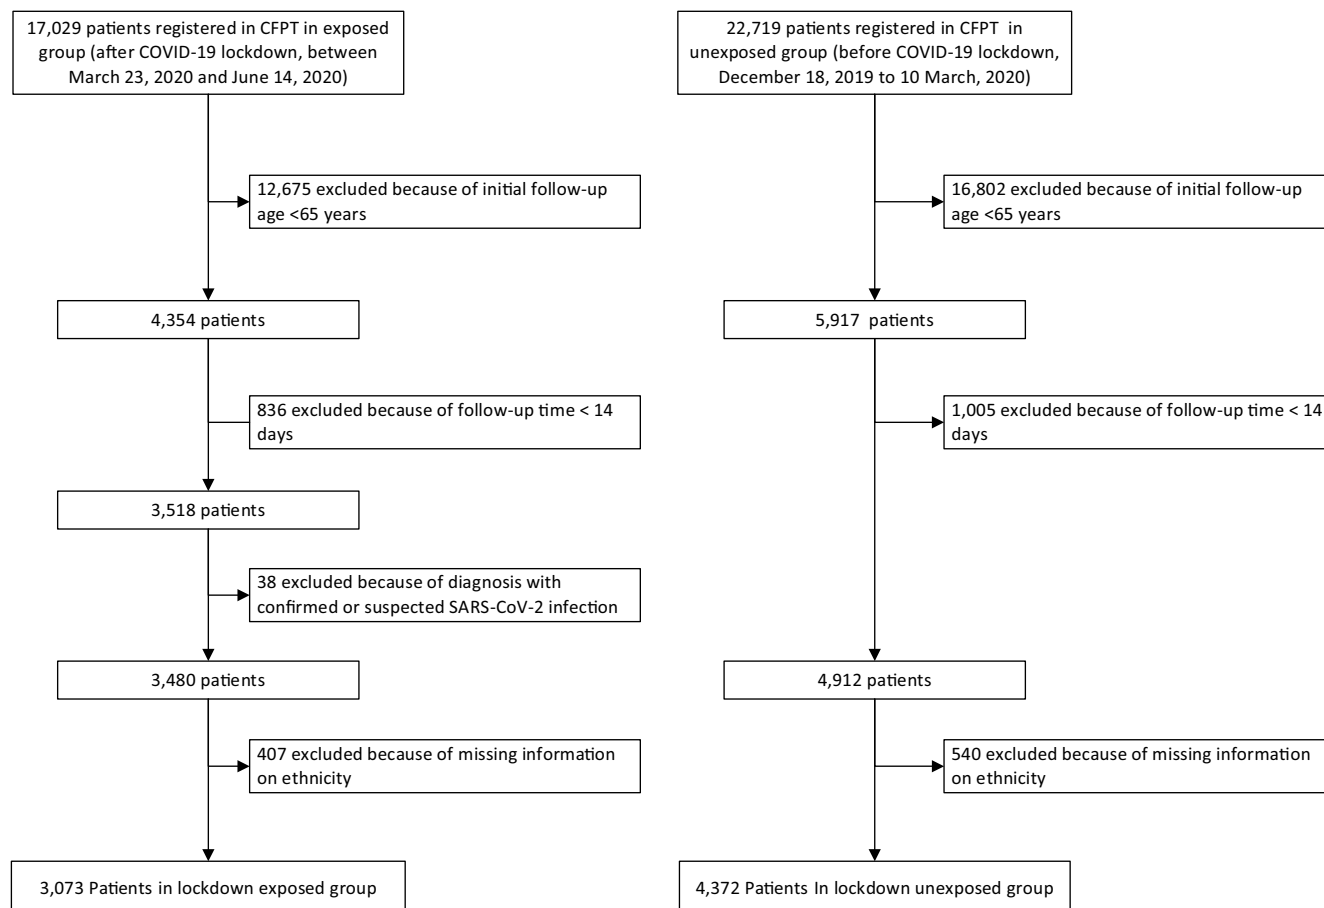 17,029 patients registered in CFPT in exposed
group (after COVID-19 lockdown, between
March 23, 2020 and June 14, 2020)
12,675 excluded because of initial follow-up
age <65 years
4,354 patients
836 excluded because of follow-up time < 14
days
3,518 patients
38 excluded because of diagnosis with
confirmed or suspected SARS-CoV-2 infection
3,480 patients
407 excluded because of missing information
on ethnicity
3,073 Patients in lockdown exposed group
22,719 patients registered in CFPT in
unexposed group (before COVID-19 lockdown,
December 18, 2019 to 10 March, 2020)
16,802 excluded because of initial follow-up
age <65 years
5,917 patients
1,005 excluded because of follow-up time < 14
days
4,912 patients
540 excluded because of missing information
on ethnicity
4,372 Patients In lockdown unexposed group